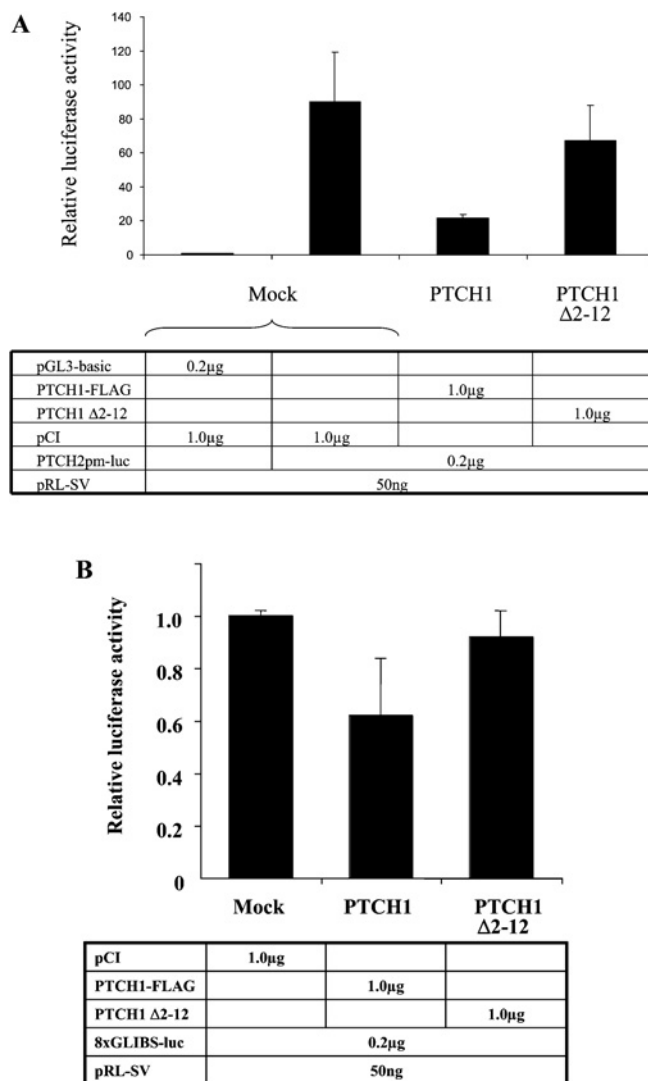 A
Relative luciferase activity
140
120
100
80
60
40
20
0
Mock PTCH1 PTCH1
Δ2-12
pGL3-basic 0.2µg
PTCH1-FLAG 1.0µg
PTCH1 Δ2-12 1.0µg
pCI 1.0µg 1.0µg
PTCH2pm-luc 0.2µg
pRL-SV 50ng
B
Relative luciferase activity
1.0
0.8
0.6
0.4
0.2
0
Mock PTCH1 PTCH1
Δ2-12
pCI 1.0µg
PTCH1-FLAG 1.0µg
PTCH1 Δ2-12 1.0µg
8xGLIBS-luc 0.2µg
pRL-SV 50ng